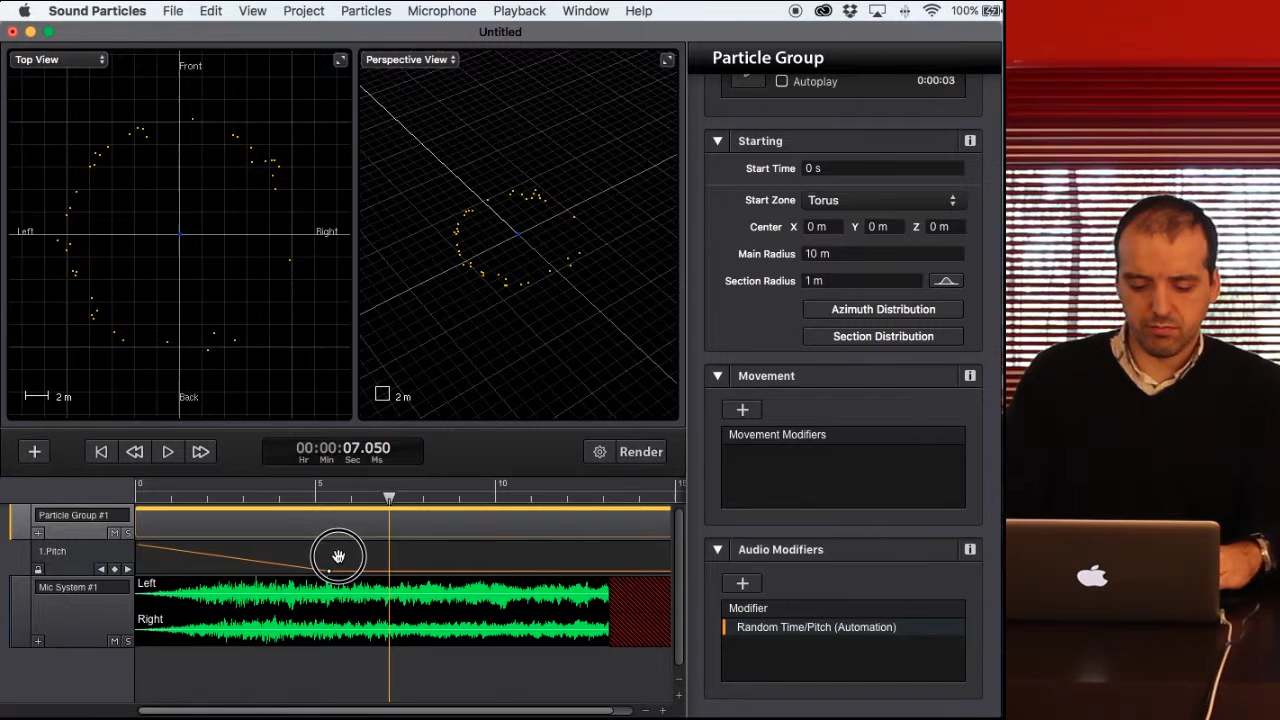 Sound Particles File Edit View Project Particles Microphone Playback Window Help 100%
Untitled
Top View
Front
Left
Right
Back
2 m
Perspective View
2 m
Particle Group
Autoplay 0:00:03
Starting
Start Time 0 s
Start Zone Torus
Center X 0 m Y 0 m Z 0 m
Main Radius 10 m
Section Radius 1 m
Azimuth Distribution
Section Distribution
Movement
Movement Modifiers
Audio Modifiers
Modifier
Random Time/Pitch (Automation)
00:00:07.050
Hr Min Sec Ms
Render
0 5 10 15
Particle Group #1
M S
1.Pitch
Mic System #1
M S
Left
Right